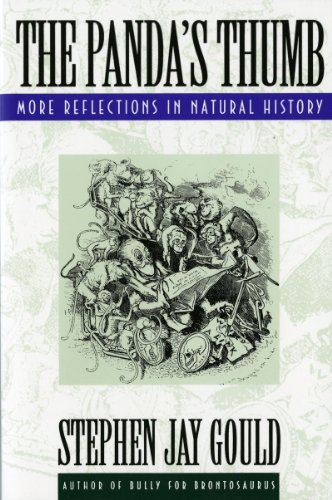 THE PANDA'S THUMB
MORE REFLECTIONS IN NATURAL HISTORY
STEPHEN JAY GOULD
AUTHOR OF BULLY FOR BRONTOSAURUS